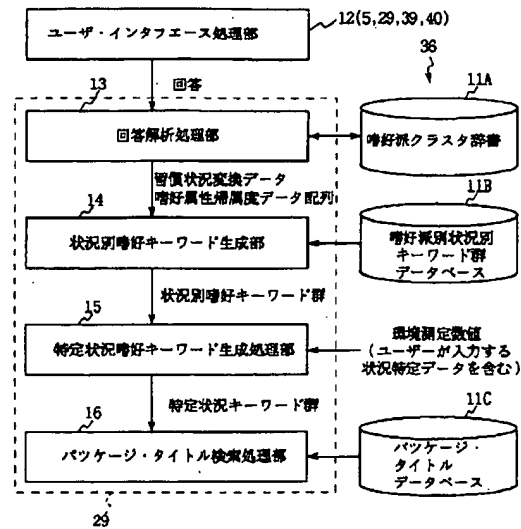 ユーザ・インタフエース処理部
12(5,29,39,40)
36
回答
13
回答解析処理部
11A
嗜好派クラスタ辞書
習慣状況変換データ
嗜好属性帰属度データ配列
14
状況別嗜好キーワード生成部
11B
嗜好派別状況別
キーワード群
データベース
状況別嗜好キーワード群
15
特定状況嗜好キーワード生成処理部
環境測定数値
(ユーザーが入力する
状況特定データを含む)
特定状況キーワード群
16
パツケージ・タイトル検索処理部
11C
パツケージ・
タイトル
データベース
29